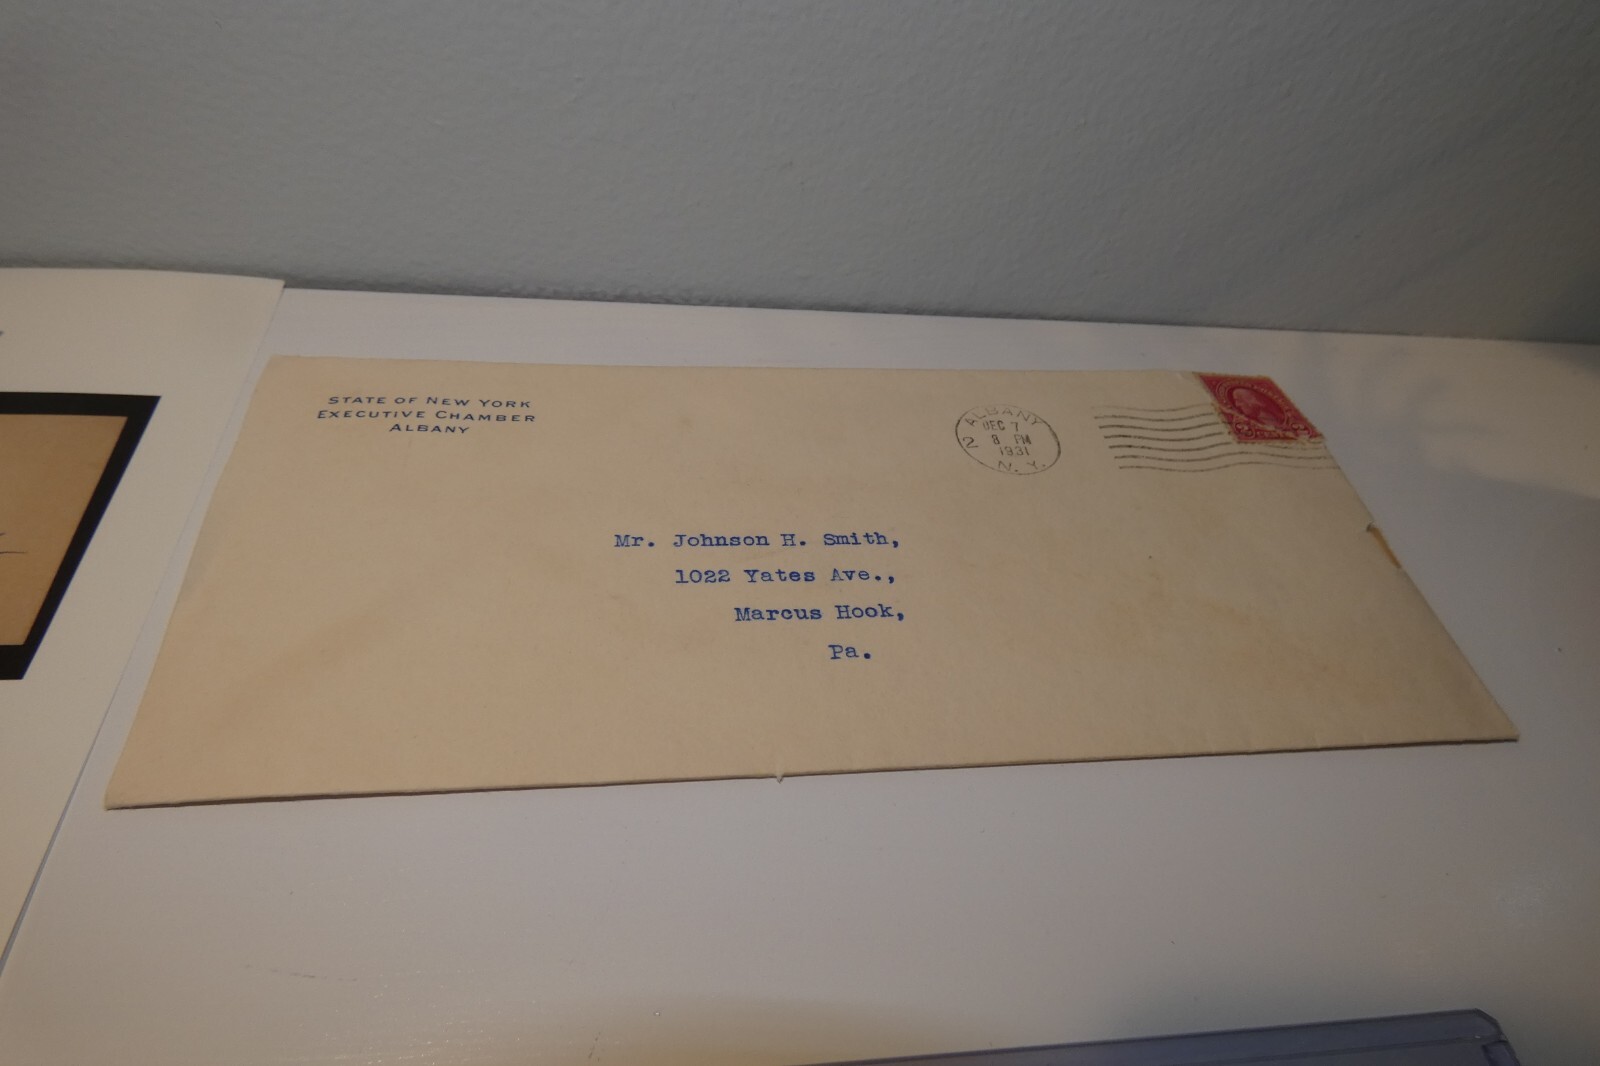 STATE OF NEW YORK
EXECUTIVE CHAMBER
ALBANY
ALBANY
DEC 7
8 PM
1931
2
N. Y.
Mr. Johnson H. Smith,
1022 Yates Ave.,
Marcus Hook,
Pa.